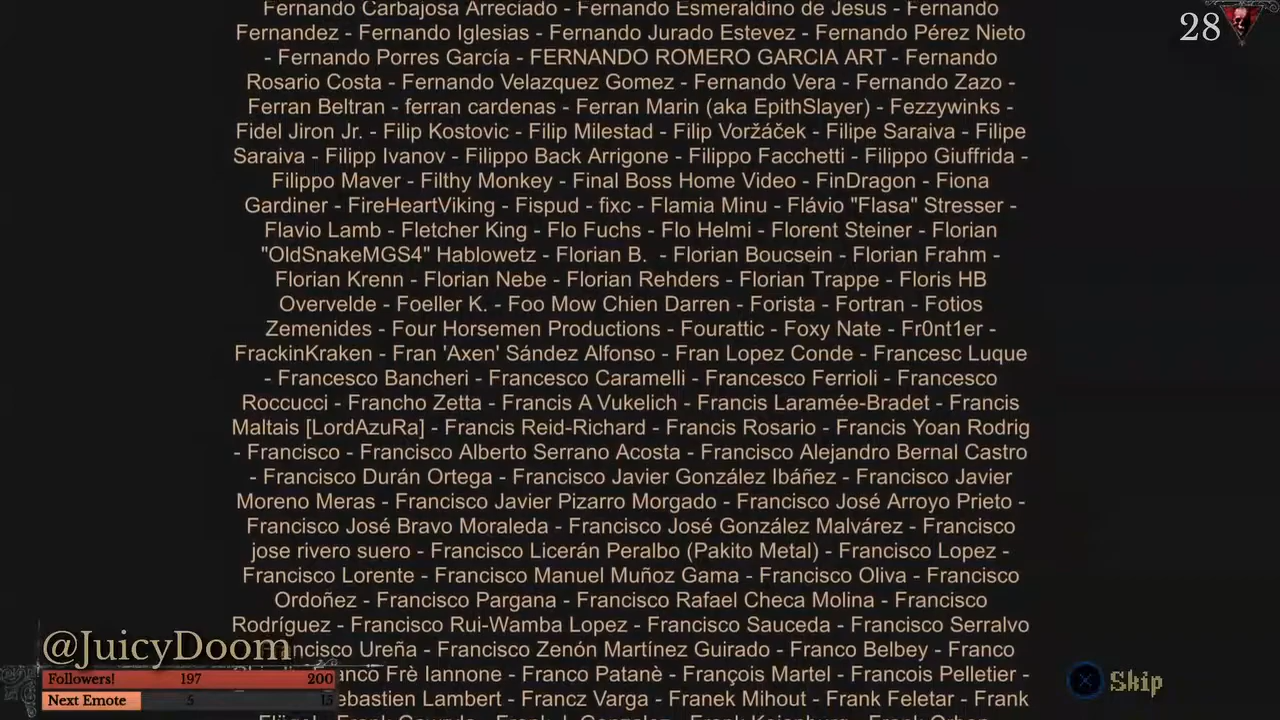 Fernando Carbajosa Arreciado - Fernando Esmeraldino de Jesus - Fernando
28
Fernandez - Fernando Iglesias - Fernando Jurado Estevez - Fernando Pérez Nieto
- Fernando Porres García - FERNANDO ROMERO GARCIA ART - Fernando
Rosario Costa - Fernando Velazquez Gomez - Fernando Vera - Fernando Zazo -
Ferran Beltran - ferran cardenas - Ferran Marin (aka EpithSlayer) - Fezzywinks -
Fidel Jiron Jr. - Filip Kostovic - Filip Milestad - Filip Voržáček - Filipe Saraiva - Filipe
Saraiva - Filipp Ivanov - Filippo Back Arrigone - Filippo Facchetti - Filippo Giuffrida -
Filippo Maver - Filthy Monkey - Final Boss Home Video - FinDragon - Fiona
Gardiner - FireHeartViking - Fispud - fixc - Flamia Minu - Flávio "Flasa" Stresser -
Flavio Lamb - Fletcher King - Flo Fuchs - Flo Helmi - Florent Steiner - Florian
"OldSnakeMGS4" Hablowetz - Florian B.  - Florian Boucsein - Florian Frahm -
Florian Krenn - Florian Nebe - Florian Rehders - Florian Trappe - Floris HB
Overvelde - Foeller K. - Foo Mow Chien Darren - Forista - Fortran - Fotios
Zemenides - Four Horsemen Productions - Fourattic - Foxy Nate - Fr0nt1er -
FrackinKraken - Fran 'Axen' Sández Alfonso - Fran Lopez Conde - Francesc Luque
- Francesco Bancheri - Francesco Caramelli - Francesco Ferrioli - Francesco
Roccucci - Francho Zetta - Francis A Vukelich - Francis Laramée-Bradet - Francis
Maltais [LordAzuRa] - Francis Reid-Richard - Francis Rosario - Francis Yoan Rodrig
- Francisco - Francisco Alberto Serrano Acosta - Francisco Alejandro Bernal Castro
- Francisco Durán Ortega - Francisco Javier González Ibáñez - Francisco Javier
Moreno Meras - Francisco Javier Pizarro Morgado - Francisco José Arroyo Prieto -
Francisco José Bravo Moraleda - Francisco José González Malvárez - Francisco
jose rivero suero - Francisco Licerán Peralbo (Pakito Metal) - Francisco Lopez -
Francisco Lorente - Francisco Manuel Muñoz Gama - Francisco Oliva - Francisco
Ordoñez - Francisco Pargana - Francisco Rafael Checa Molina - Francisco
Rodríguez - Francisco Rui-Wamba Lopez - Francisco Sauceda - Francisco Serralvo
Ureña - Francisco Zenón Martínez Guirado - Franco Belbey - Franco
Frè Iannone - Franco Patanè - François Martel - Francois Pelletier -
Lambert - Francz Varga - Franek Mihout - Frank Feletar - Frank
@JuicyDoom
Followers! 197 200
Next Emote 5 15
Skip